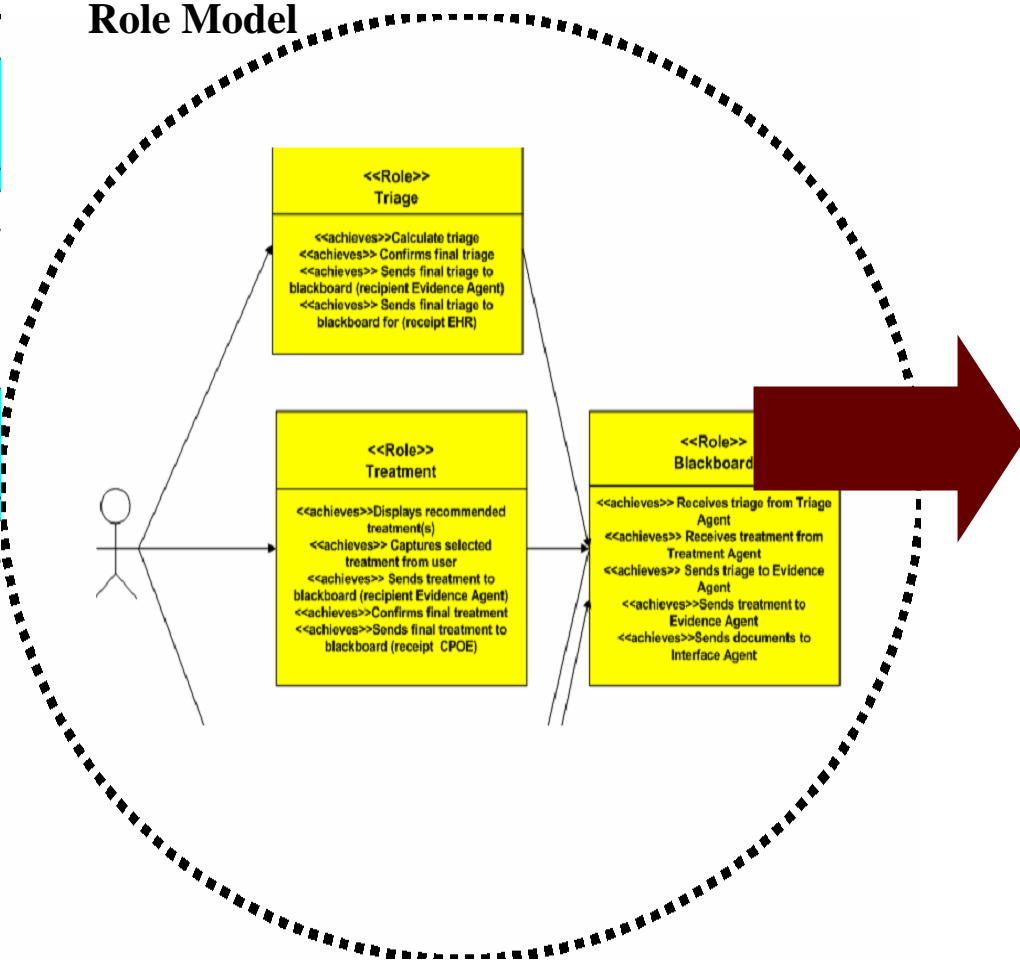 Role Model
<<Role>>
Triage
<<achieves>>Calculate triage
<<achieves>> Confirms final triage
<<achieves>> Sends final triage to
blackboard (recipient Evidence Agent)
<<achieves>> Sends final triage to
blackboard for (receipt EHR)
<<Role>>
Treatment
<<achieves>>Displays recommended
treatment(s)
<<achieves>> Captures selected
treatment from user
<<achieves>> Sends treatment to
blackboard (recipient Evidence Agent)
<<achieves>>Confirms final treatment
<<achieves>>Sends final treatment to
blackboard (receipt CPOE)
<<Role>>
Blackboard
<<achieves>> Receives triage from Triage
Agent
<<achieves>> Receives treatment from
Treatment Agent
<<achieves>> Sends triage to Evidence
Agent
<<achieves>>Sends treatment to
Evidence Agent
<<achieves>>Sends documents to
Interface Agent